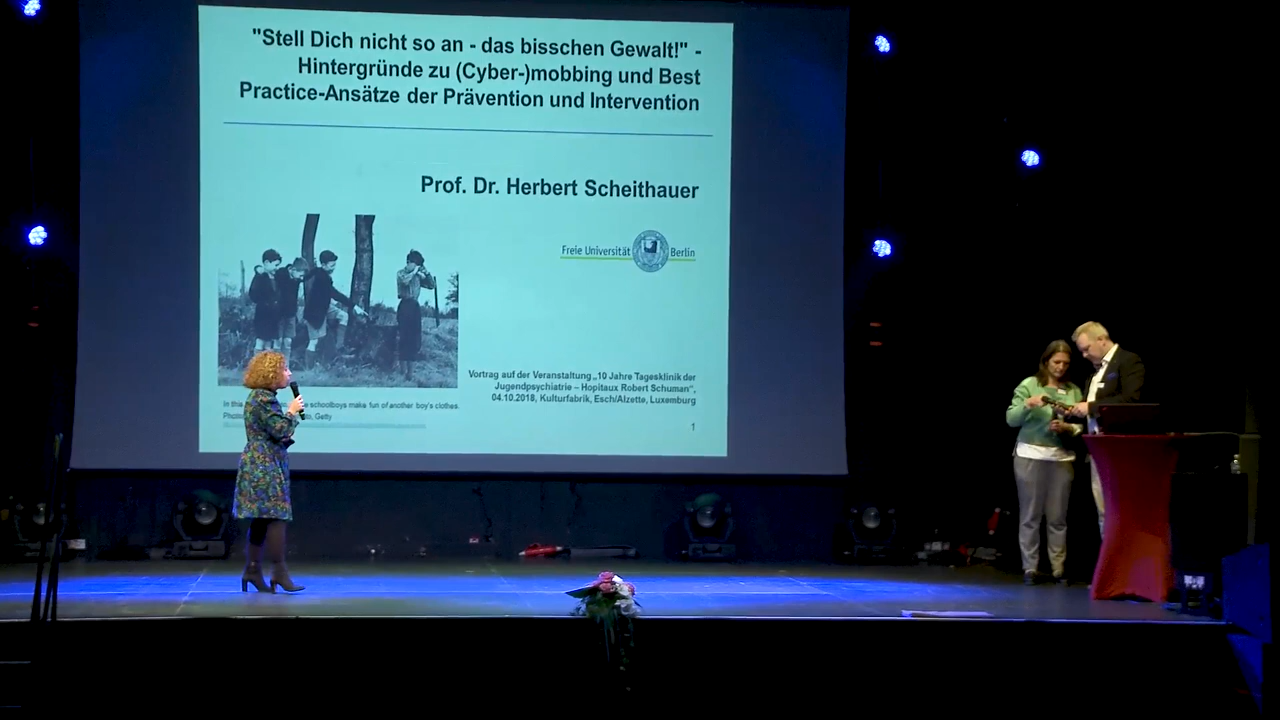 "Stell Dich nicht so an - das bisschen Gewalt!" -
Hintergründe zu (Cyber-)mobbing und Best
Practice-Ansätze der Prävention und Intervention
Prof. Dr. Herbert Scheithauer
Freie Universität Berlin
Vortrag auf der Veranstaltung „10 Jahre Tagesklinik der
Jugendpsychiatrie – Hopitaux Robert Schuman“,
04.10.2018, Kulturfabrik, Esch/Alzette, Luxemburg
In this schoolboys make fun of another boy's clothes.
Getty
1